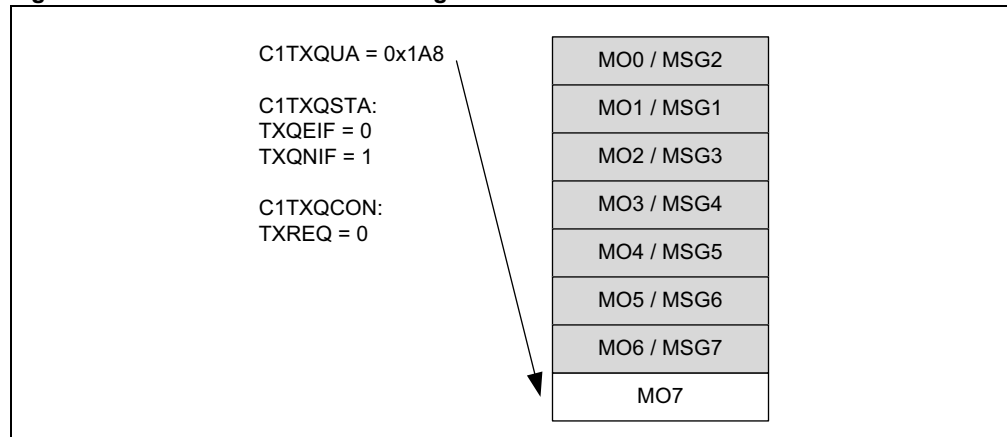 C1TXQUA = 0x1A8
C1TXQSTA:
TXQEIF = 0
TXQNIF = 1
C1TXQCON:
TXREQ = 0
MO0 / MSG2
MO1 / MSG1
MO2 / MSG3
MO3 / MSG4
MO4 / MSG5
MO5 / MSG6
MO6 / MSG7
MO7